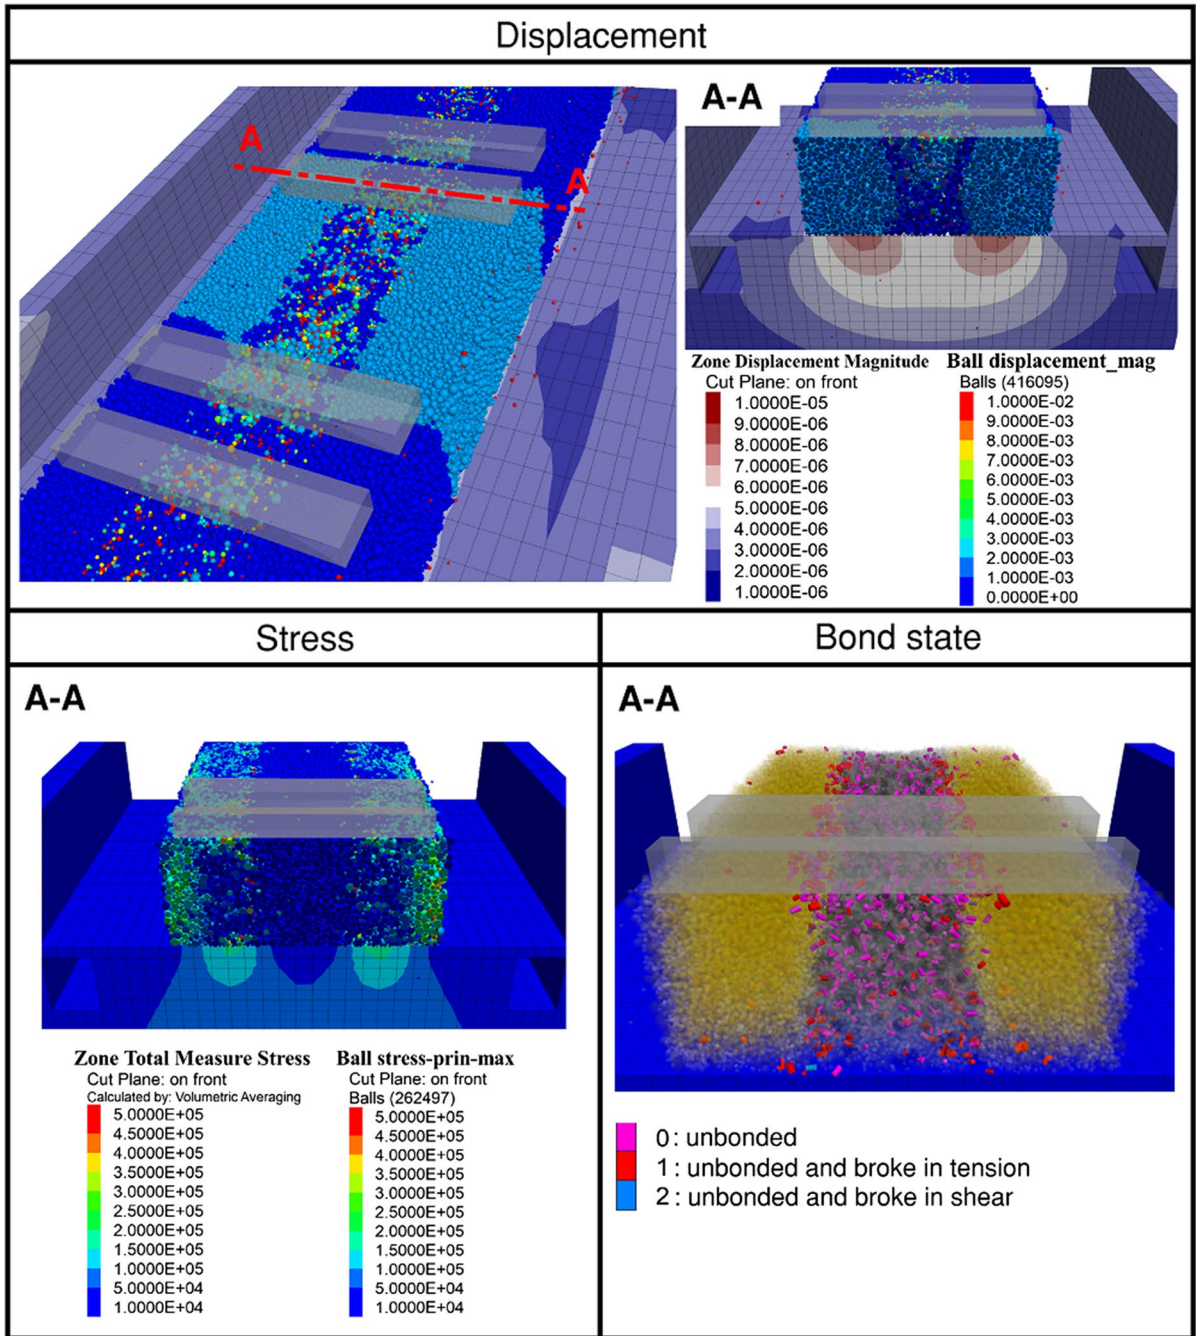 Displacement
A
A
A-A
Zone Displacement Magnitude
Cut Plane: on front
1.0000E-05
9.0000E-06
8.0000E-06
7.0000E-06
6.0000E-06
5.0000E-06
4.0000E-06
3.0000E-06
2.0000E-06
1.0000E-06
Ball displacement_mag
Balls (416095)
1.0000E-02
9.0000E-03
8.0000E-03
7.0000E-03
6.0000E-03
5.0000E-03
4.0000E-03
3.0000E-03
2.0000E-03
1.0000E-03
0.0000E+00
Stress
A-A
Zone Total Measure Stress
Cut Plane: on front
Calculated by: Volumetric Averaging
5.0000E+05
4.5000E+05
4.0000E+05
3.5000E+05
3.0000E+05
2.5000E+05
2.0000E+05
1.5000E+05
1.0000E+05
5.0000E+04
1.0000E+04
Ball stress-prin-max
Cut Plane: on front
Balls (262497)
5.0000E+05
4.5000E+05
4.0000E+05
3.5000E+05
3.0000E+05
2.5000E+05
2.0000E+05
1.5000E+05
1.0000E+05
5.0000E+04
1.0000E+04
Bond state
A-A
0: unbonded
1: unbonded and broke in tension
2: unbonded and broke in shear